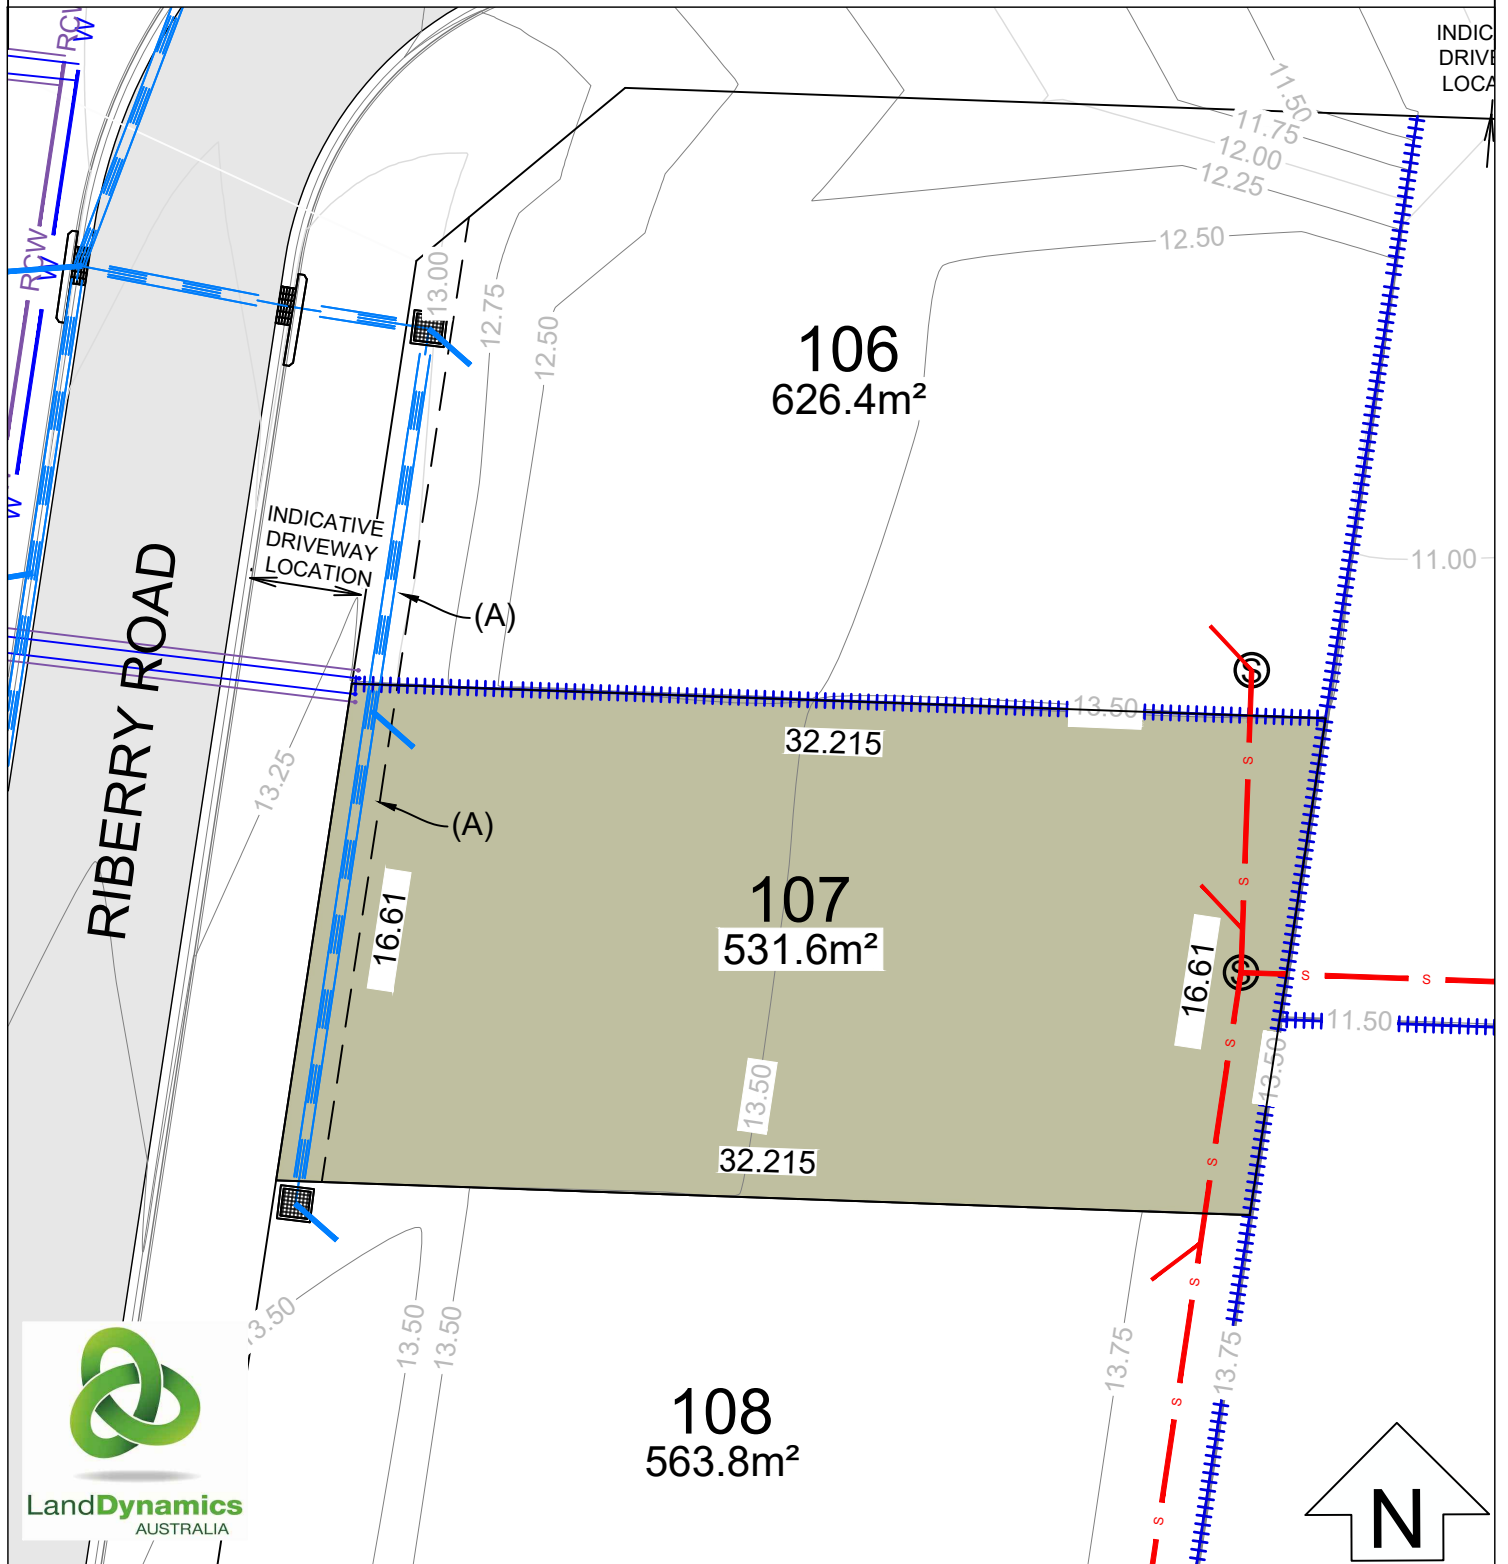 INDIC
DRIVE
LOCA
RCW
W
11.50
11.75
12.00
12.25
12.50
RCW
W
13.00
12.75
12.50
106
626.4m²
W
INDICATIVE
DRIVEWAY
LOCATION
11.00
(A)
RIBERRY ROAD
S
13.50
32.215
13.25
S
(A)
107
531.6m²
S
16.61
16.61
S
S
S
11.50
S
13.50
13.50
32.215
S
13.50
13.50
13.50
13.75
13.75
S
S
108
563.8m²
S
LandDynamics
AUSTRALIA
N